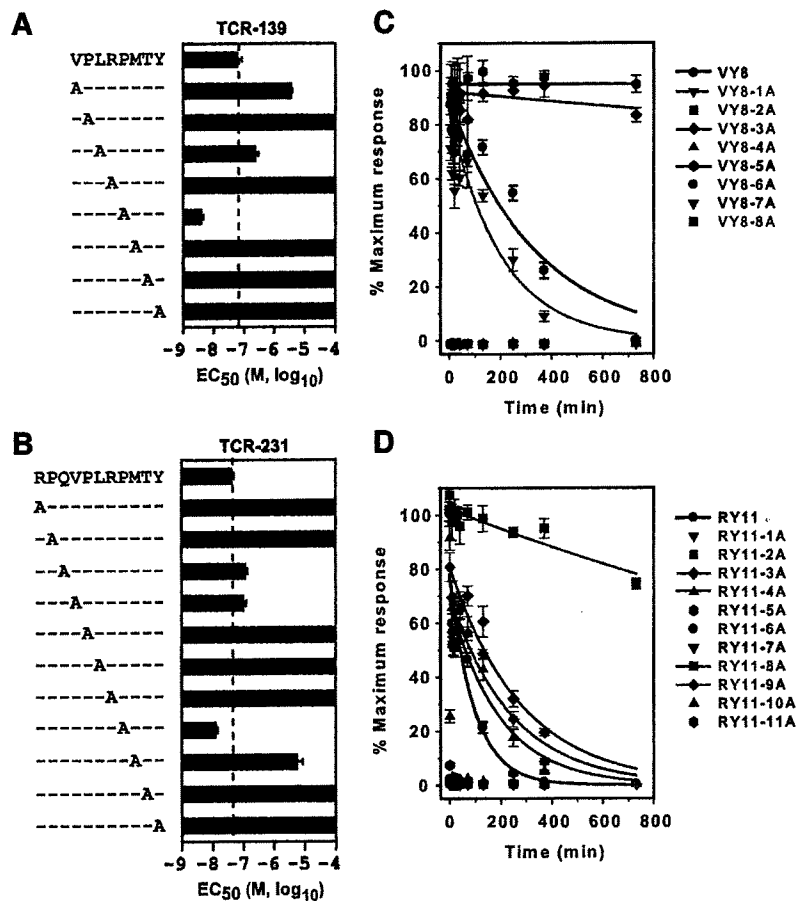 A
TCR-139
VPLRPMTY
A-------
-A------
--A-----
---A----
----A---
-----A--
------A-
-------A
-9 -8 -7 -6 -5 -4
EC50 (M, log10)
C
100
80
60
40
20
0
% Maximum response
0 200 400 600 800
Time (min)
VY8
VY8-1A
VY8-2A
VY8-3A
VY8-4A
VY8-5A
VY8-6A
VY8-7A
VY8-8A
B
TCR-231
RPQVPLRPMTY
A----------
-A---------
--A--------
---A-------
----A------
-----A-----
------A----
-------A---
--------A--
---------A-
----------A
-9 -8 -7 -6 -5 -4
EC50 (M, log10)
D
100
80
60
40
20
0
% Maximum response
0 200 400 600 800
Time (min)
RY11
RY11-1A
RY11-2A
RY11-3A
RY11-4A
RY11-5A
RY11-6A
RY11-7A
RY11-8A
RY11-9A
RY11-10A
RY11-11A